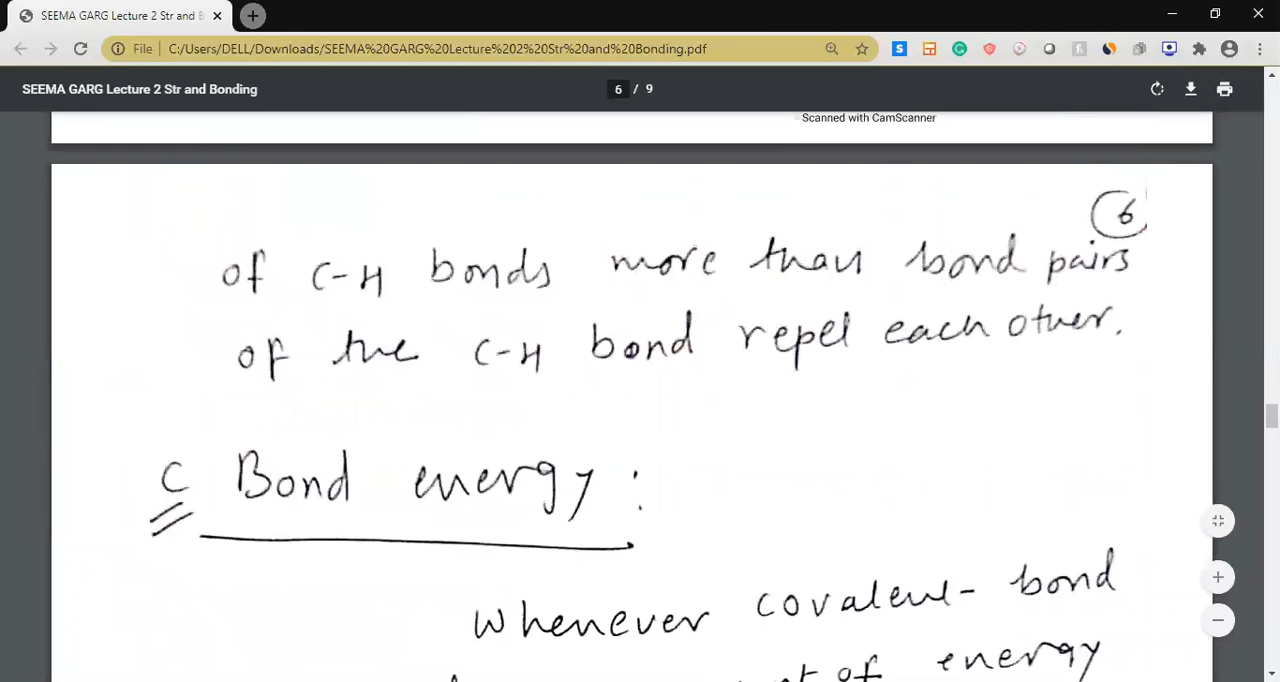 SEEMA GARG Lecture 2 Str and B
File C:/Users/DELL/Downloads/SEEMA%20GARG%20Lecture%202%20Str%20and%20Bonding.pdf
SEEMA GARG Lecture 2 Str and Bonding 6 / 9
Scanned with CamScanner
6
of C-H bonds more than bond pairs
of the C-H bond repel each other.
C Bond energy:
Whenever covalent- bond
of energy